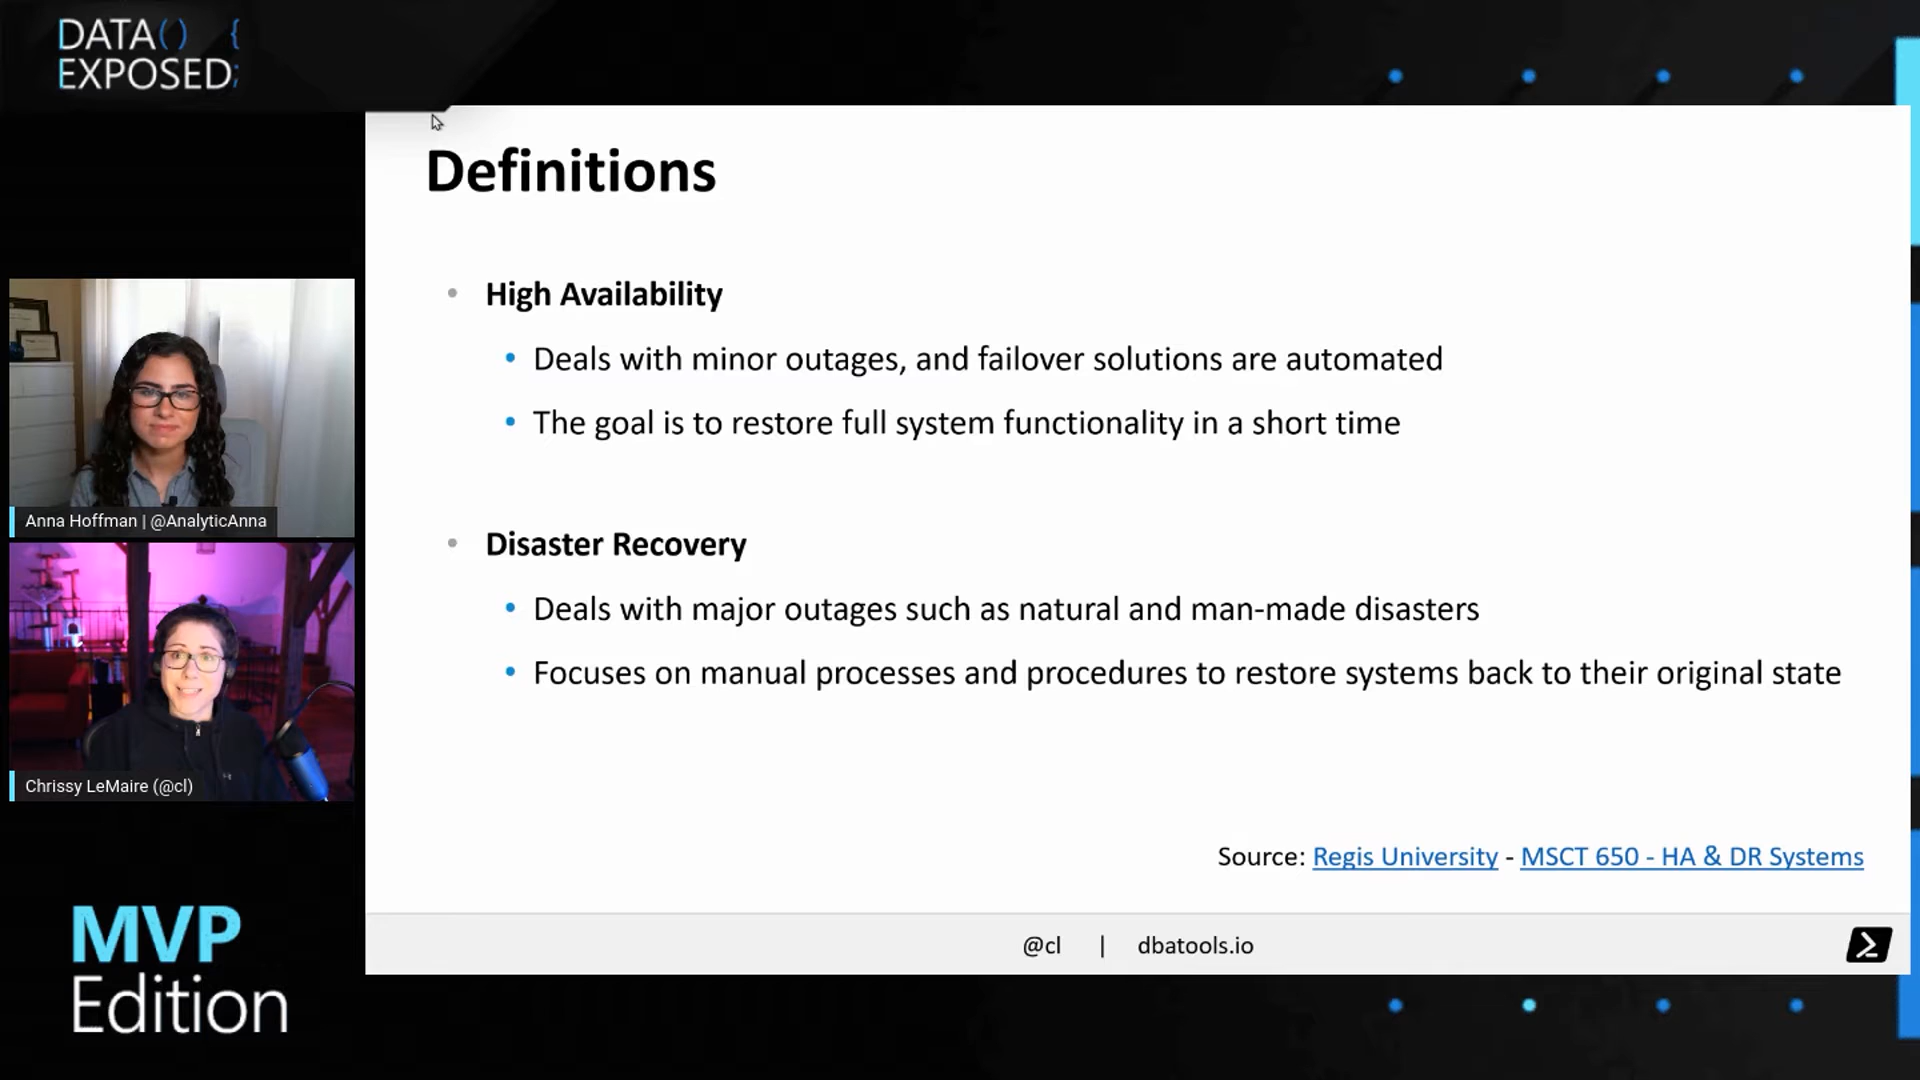 DATA() {
EXPOSED;
Definitions
• High Availability
• Deals with minor outages, and failover solutions are automated
• The goal is to restore full system functionality in a short time
• Disaster Recovery
• Deals with major outages such as natural and man-made disasters
• Focuses on manual processes and procedures to restore systems back to their original state
Source: Regis University - MSCT 650 - HA & DR Systems
@cl | dbatools.io
Anna Hoffman | @AnalyticAnna
Chrissy LeMaire (@cl)
MVP
Edition